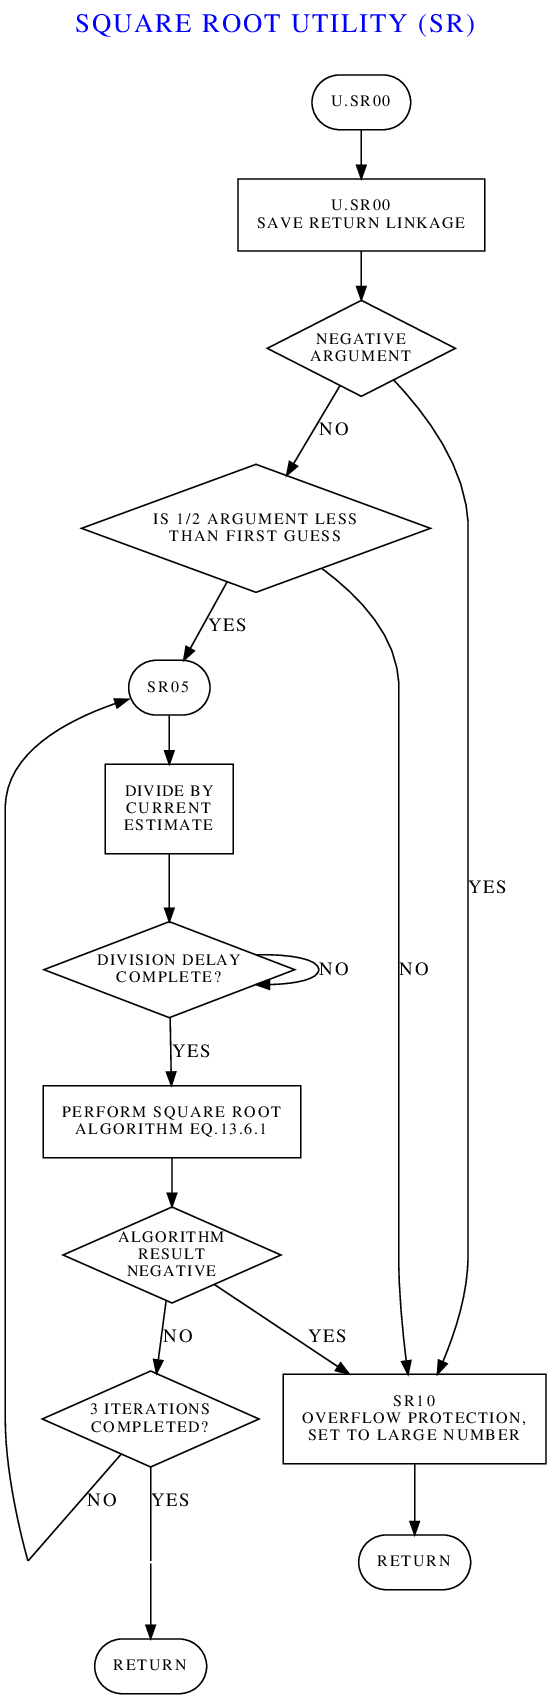 SQUARE ROOT UTILITY (SR)
U.SR00
U.SR00
SAVE RETURN LINKAGE
NEGATIVE
ARGUMENT
NO
IS 1/2 ARGUMENT LESS
THAN FIRST GUESS
YES
SR05
DIVIDE BY
CURRENT
ESTIMATE
YES
DIVISION DELAY
COMPLETE?
NO
NO
YES
PERFORM SQUARE ROOT
ALGORITHM EQ.13.6.1
ALGORITHM
RESULT
NEGATIVE
NO
YES
3 ITERATIONS
COMPLETED?
SR10
OVERFLOW PROTECTION,
SET TO LARGE NUMBER
NO
YES
RETURN
RETURN